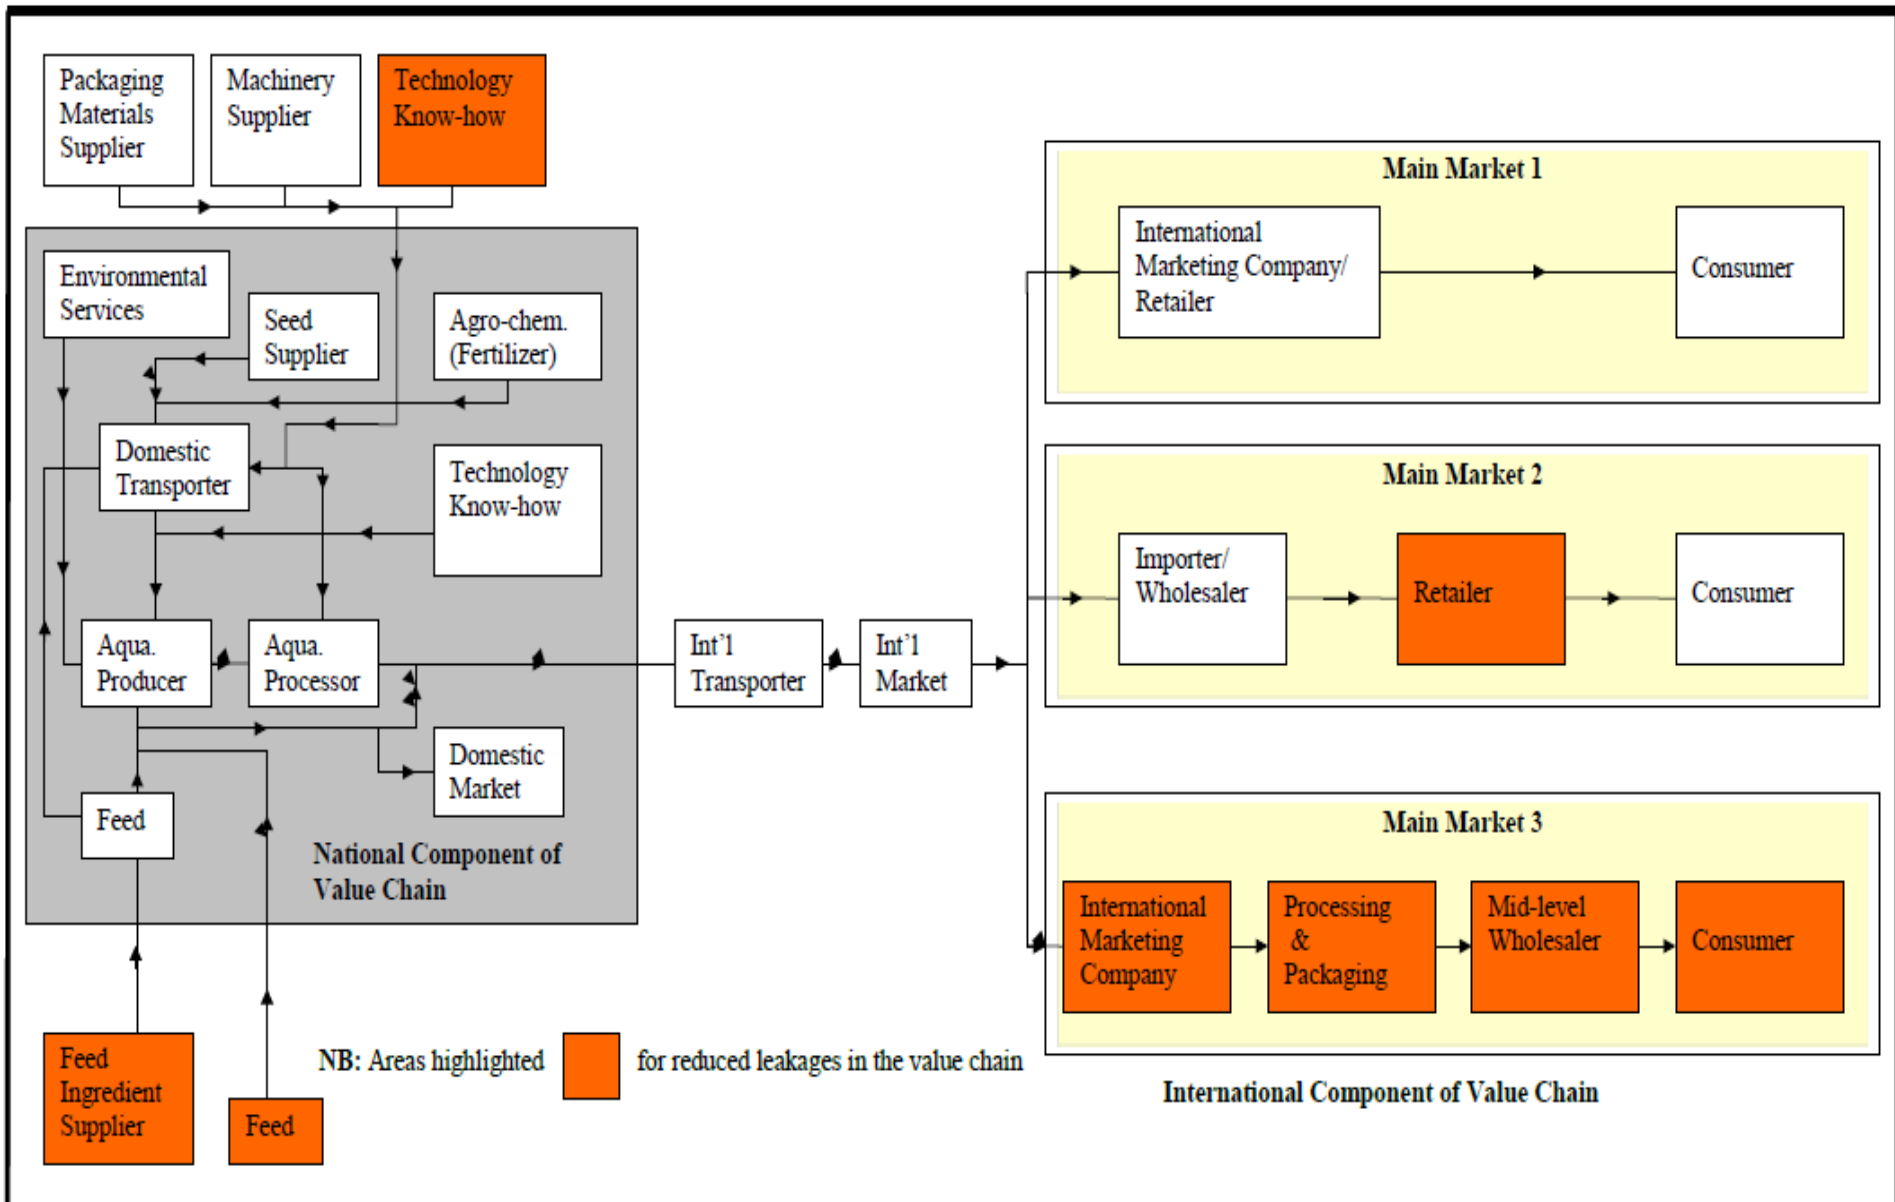 Packaging
Materials
Supplier
Machinery
Supplier
Technology
Know-how
Environmental
Services
Seed
Supplier
Agro-chem.
(Fertilizer)
Domestic
Transporter
Technology
Know-how
Aqua.
Producer
Aqua.
Processor
Domestic
Market
Feed
National Component of
Value Chain
Feed
Ingredient
Supplier
Feed
NB: Areas highlighted
for reduced leakages in the value chain
Int'l
Transporter
Int'l
Market
Main Market 1
International
Marketing Company/
Retailer
Consumer
Main Market 2
Importer/
Wholesaler
Retailer
Consumer
Main Market 3
International
Marketing
Company
Processing
&
Packaging
Mid-level
Wholesaler
Consumer
International Component of Value Chain